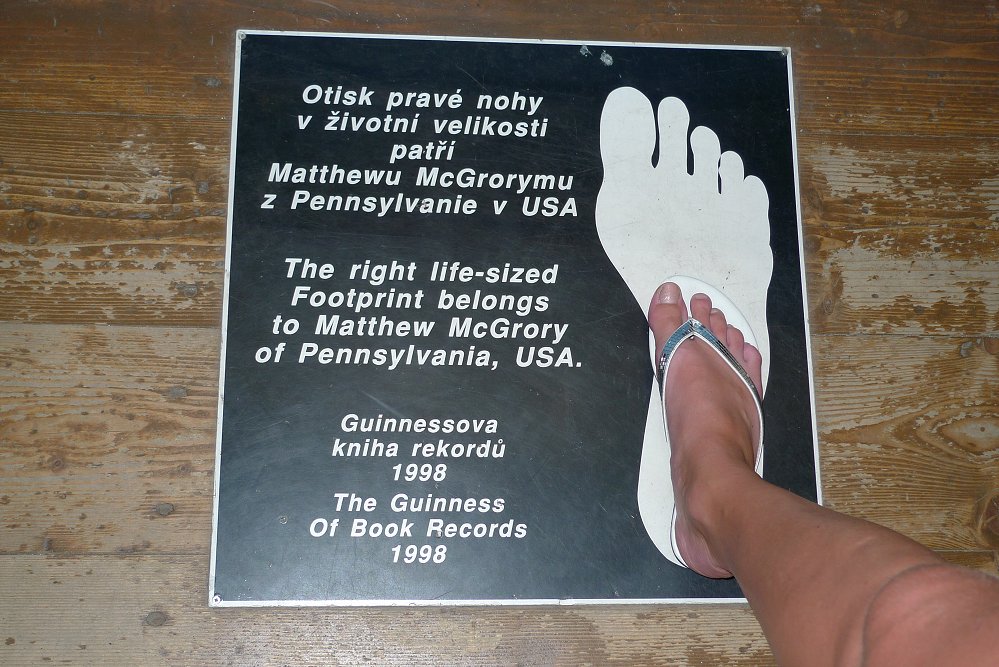 Otisk pravé nohy
v životní velikosti
patří
Matthewu McGrorymu
z Pennsylvanie v USA
The right life-sized
Footprint belongs
to Matthew McGrory
of Pennsylvania, USA.
Guinnessova
kniha rekordů
1998
The Guinness
Of Book Records
1998